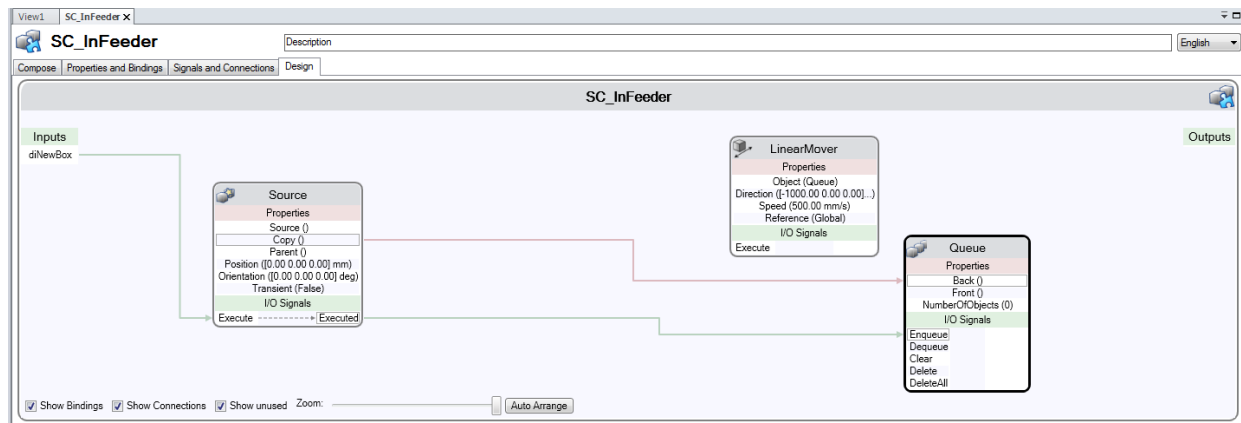 View1 SC_InFeeder X
SC_InFeeder Description English
Compose Properties and Bindings Signals and Connections Design
SC_InFeeder
Inputs
diNewBox
Source
Properties
Source ()
Copy ()
Parent ()
Position ([0.00 0.00 0.00] mm)
Orientation ([0.00 0.00 0.00] deg)
Transient (False)
I/O Signals
Execute Executed
LinearMover
Properties
Object (Queue)
Direction ([-1000.00 0.00 0.00]...)
Speed (500.00 mm/s)
Reference (Global)
I/O Signals
Execute
Queue
Properties
Back ()
Front ()
NumberOfObjects (0)
I/O Signals
Enqueue
Dequeue
Clear
Delete
DeleteAll
Outputs
Show Bindings Show Connections Show unused Zoom: Auto Arrange